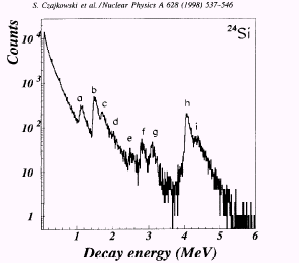 S. Czajkowski et al./Nuclear Physics A 628 (1998) 537–546
Counts
10⁴
10³
10²
10
1
²⁴Si
a
b
c
d
e
f
g
h
i
1 2 3 4 5 6
Decay energy (MeV)